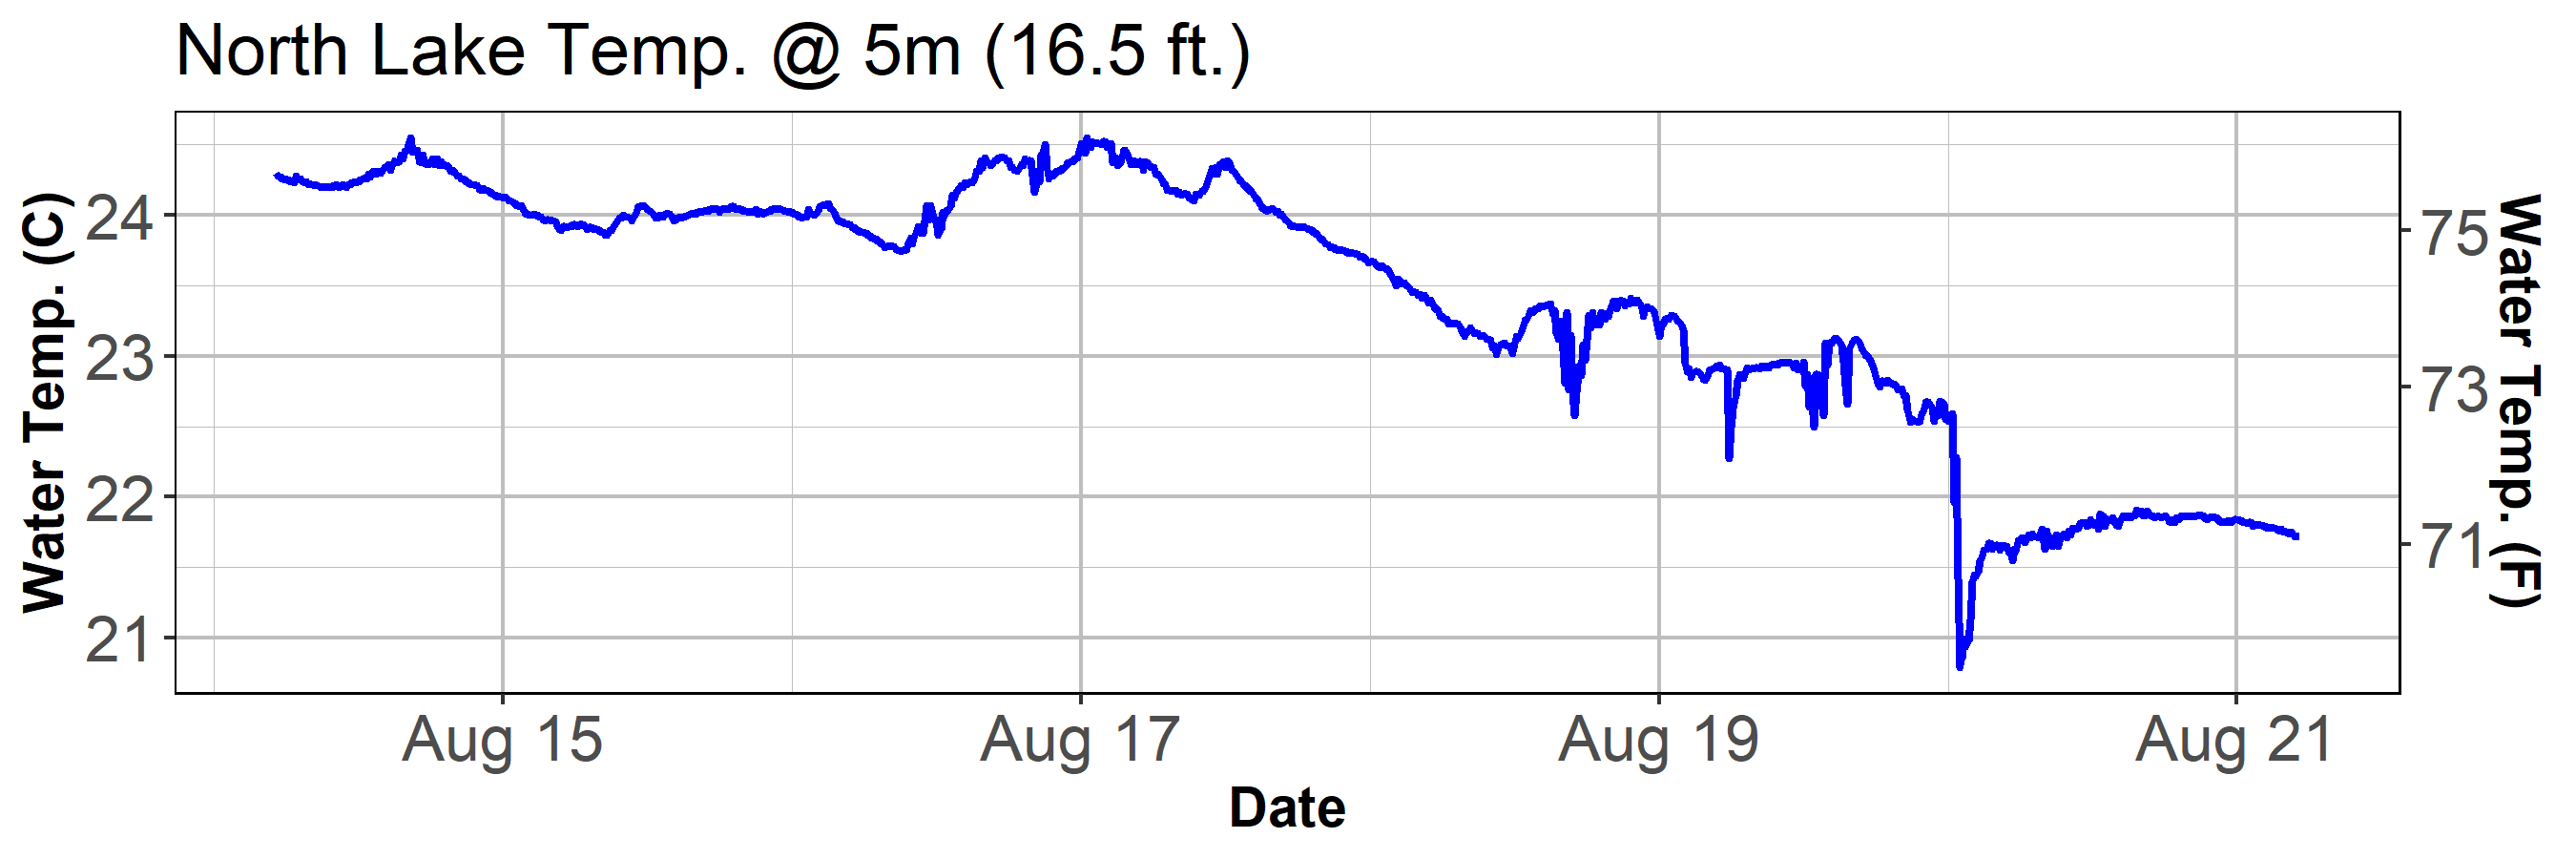 North Lake Temp. @ 5m (16.5 ft.)
Water Temp. (C)
24
23
22
21
75
73
71
Water Temp. (F)
Aug 15
Aug 17
Aug 19
Aug 21
Date